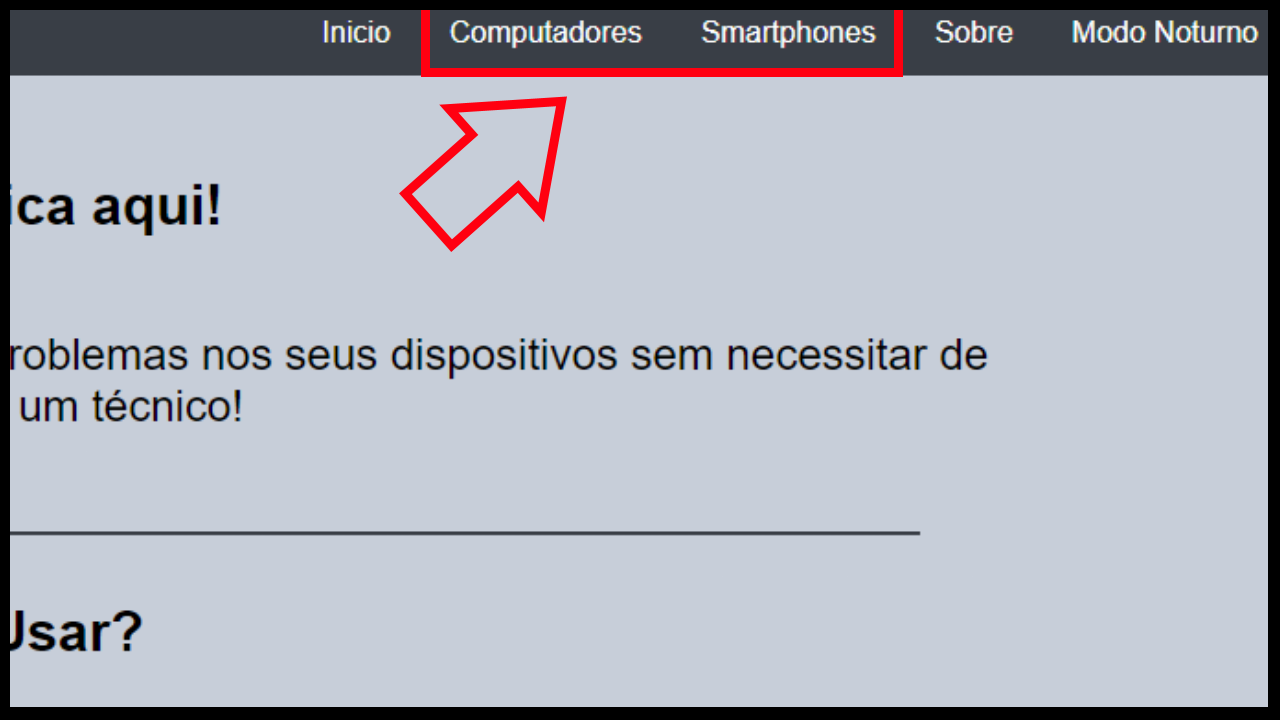 Inicio Computadores Smartphones Sobre Modo Noturno
ica aqui!
roblemas nos seus dispositivos sem necessitar de
um técnico!
Usar?